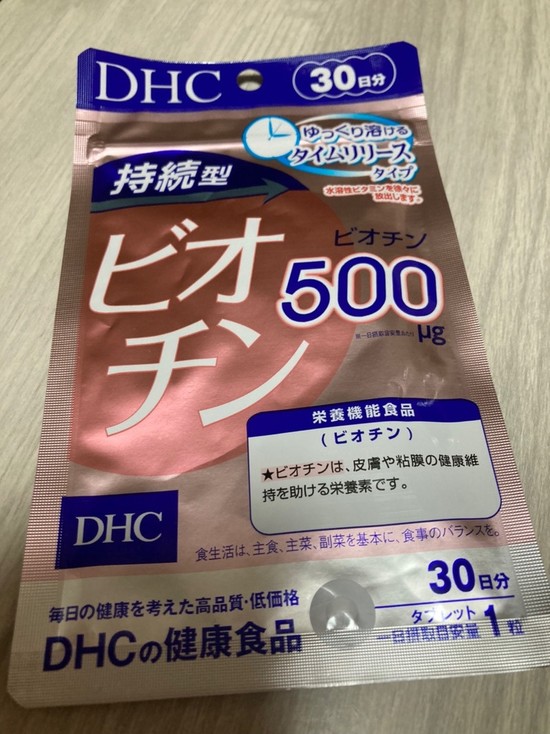 DHC
30日分
ゆっくり溶ける
タイムリリース
タイプ
水溶性ビタミンを徐々に
放出します。
持続型
ビオ
チン
ビオチン
500
μg
栄養機能食品
(ビオチン)
★ビオチンは、皮膚や粘膜の健康維
持を助ける栄養素です。
DHC
食生活は、主食、主菜、副菜を基本に、食事のバランスを。
毎日の健康を考えた高品質・低価格
DHCの健康食品
30日分
タブレット
一日摂取目安量 1粒